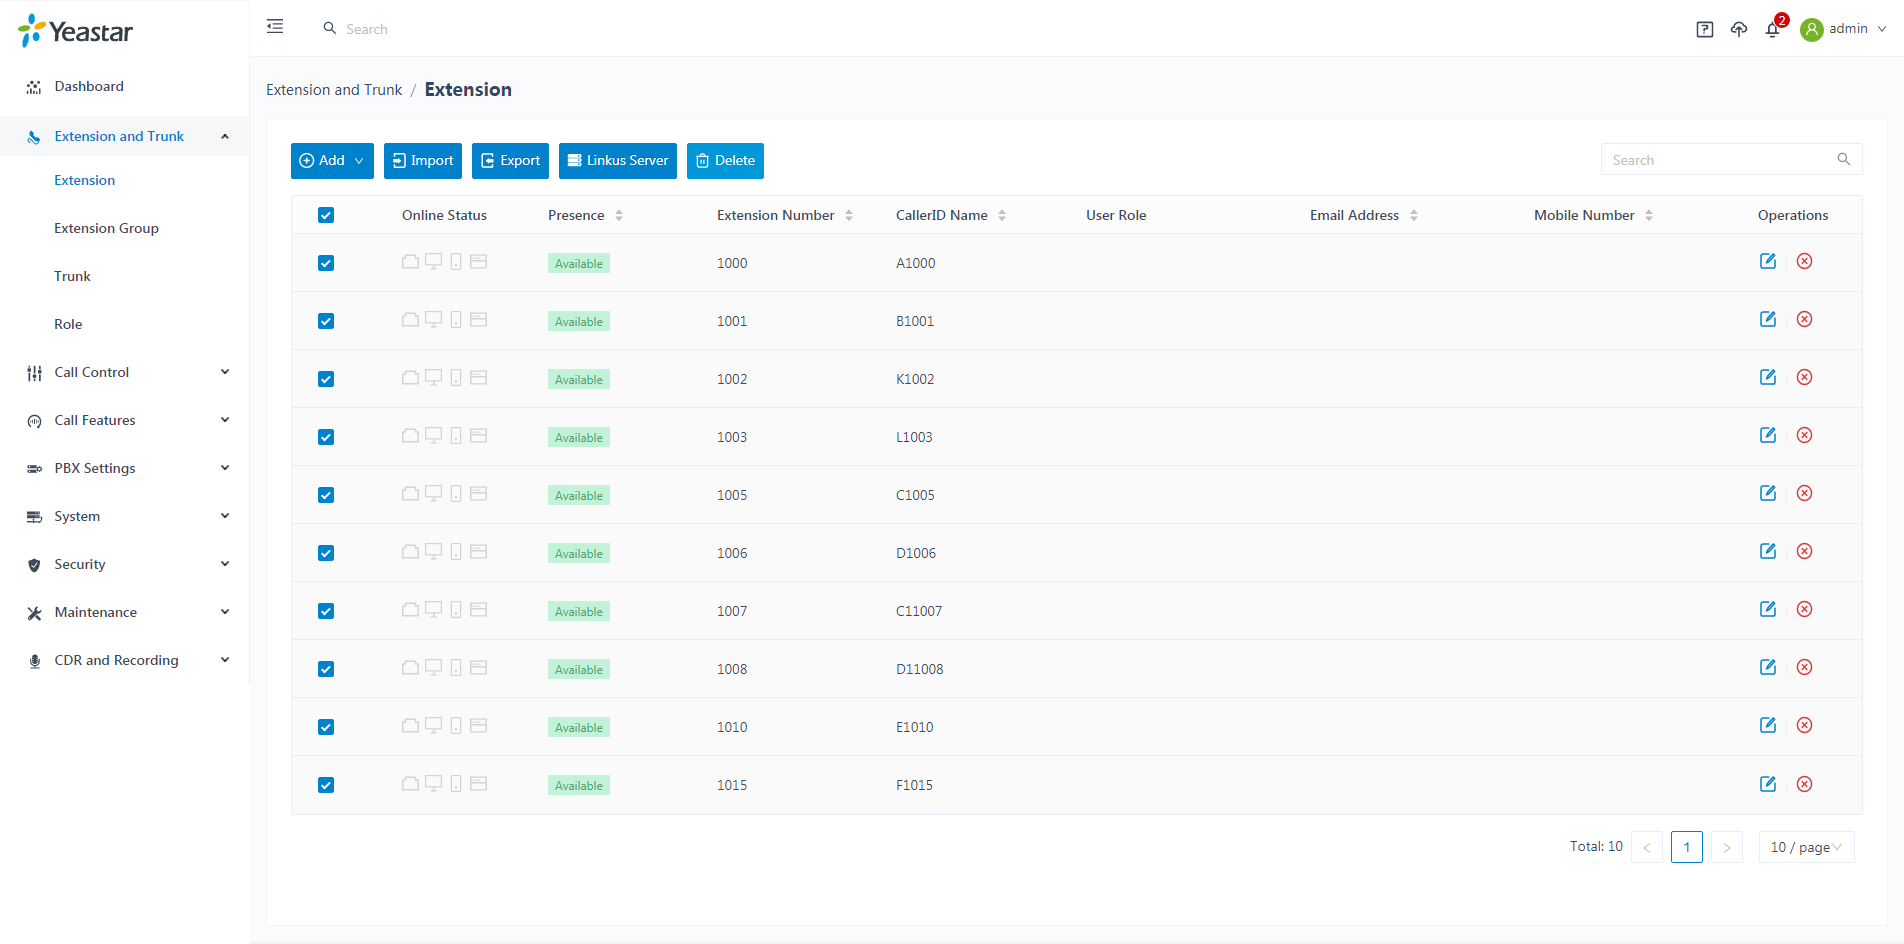 Yeastar
Search
2
admin
Dashboard
Extension and Trunk
Extension
Extension Group
Trunk
Role
Call Control
Call Features
PBX Settings
System
Security
Maintenance
CDR and Recording
Extension and Trunk / Extension
Add Import Export Linkus Server Delete Search
Online Status Presence Extension Number CallerID Name User Role Email Address Mobile Number Operations
Available 1000 A1000
Available 1001 B1001
Available 1002 K1002
Available 1003 L1003
Available 1005 C1005
Available 1006 D1006
Available 1007 C11007
Available 1008 D11008
Available 1010 E1010
Available 1015 F1015
Total: 10 < 1 > 10 / page